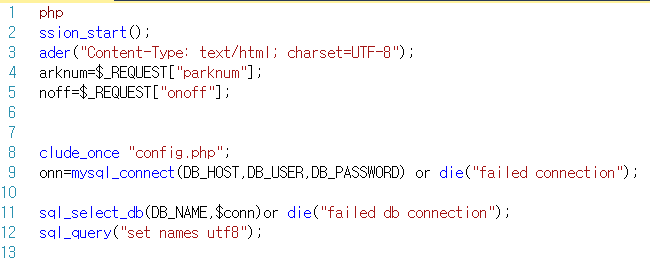 1 php
2 ssion_start();
3 ader("Content-Type: text/html; charset=UTF-8");
4 arknum=$_REQUEST["parknum"];
5 noff=$_REQUEST["onoff"];
6
7
8 clude_once "config.php";
9 onn=mysql_connect(DB_HOST,DB_USER,DB_PASSWORD) or die("failed connection");
10
11 sql_select_db(DB_NAME,$conn)or die("failed db connection");
12 sql_query("set names utf8");
13